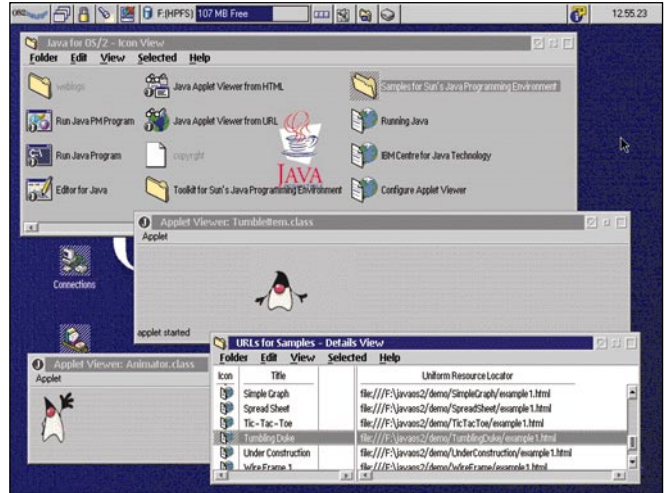 OS/2 Warp F:(HPFS) 107 MB Free 12.55.23
Java for OS/2 - Icon View
Folder Edit View Selected Help
weblogs Java Applet Viewer from HTML Samples for Sun's Java Programming Environment
Run Java PM Program Java Applet Viewer from URL Running Java
Run Java Program copyright IBM Centre for Java Technology
JAVA
Editor for Java Toolkit for Sun's Java Programming Environment Configure Applet Viewer
Applet Viewer: TumbleItem.class
Applet
Connections
applet started
Applet Viewer: Animator.class
Applet
URLs for Samples - Details View
Folder Edit View Selected Help
Icon Title Uniform Resource Locator
Simple Graph file:///F:\javaos2/demo/SimpleGraph/example1.html
Spread Sheet file:///F:\javaos2/demo/SpreadSheet/example1.html
Tic-Tac-Toe file:///F:\javaos2/demo/TicTacToe/example1.html
Tumbling Duke file:///F:\javaos2/demo/TumblingDuke/example1.html
Under Construction file:///F:\javaos2/demo/UnderConstruction/example1.html
Wire Frame 1 file:///F:\javaos2/demo/WireFrame/example1.html